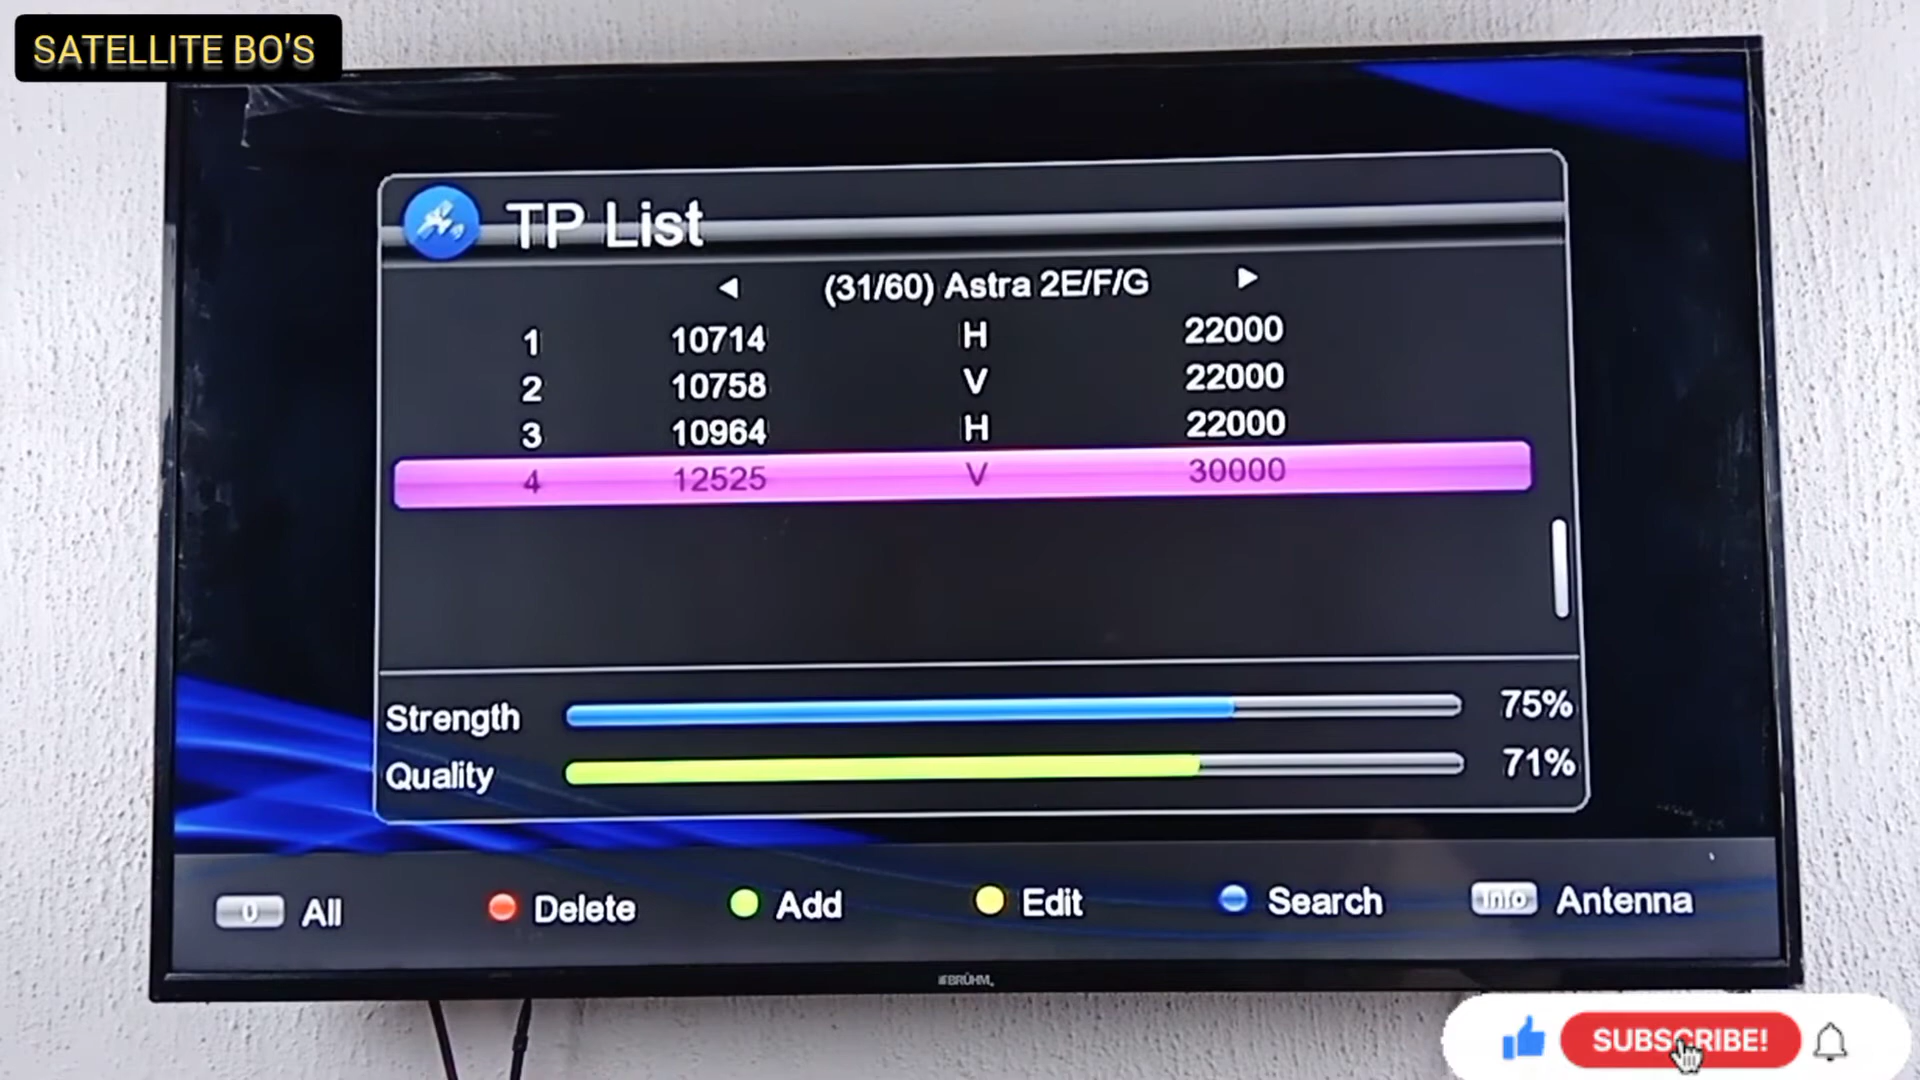 SATELLITE BO'S
TP List
(31/60) Astra 2E/F/G
1 10714 H 22000
2 10758 V 22000
3 10964 H 22000
4 12525 V 30000
Strength 75%
Quality 71%
0 All Delete Add Edit Search Info Antenna
BRÜHM
SUBSCRIBE!